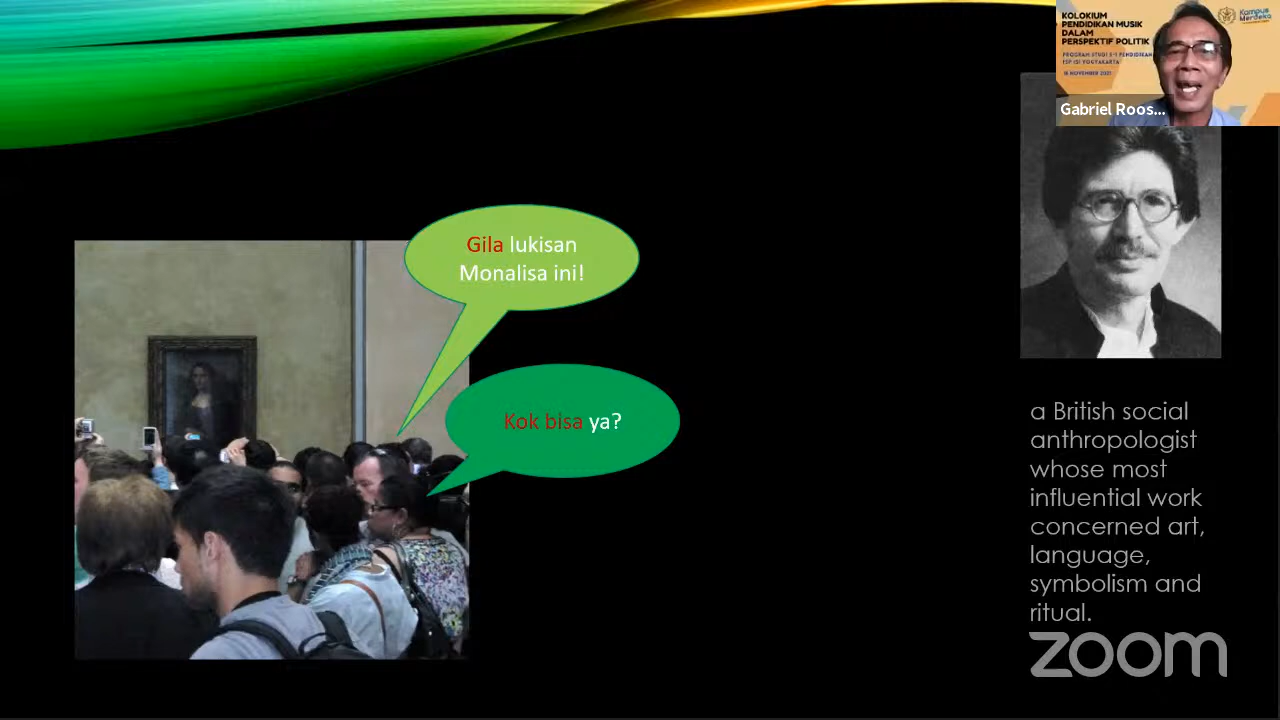 KOLOKIUM
PENDIDIKAN MUSIK
DALAM
PERSPEKTIF POLITIK
PROGRAM STUDI S-1 PENDIDIKAN
FSP ISI YOGYAKARTA
16 NOVEMBER 2021
Kampus
Merdeka
Gabriel Roos...
Gila lukisan
Monalisa ini!
Kok bisa ya?
a British social
anthropologist
whose most
influential work
concerned art,
language,
symbolism and
ritual.
zoom